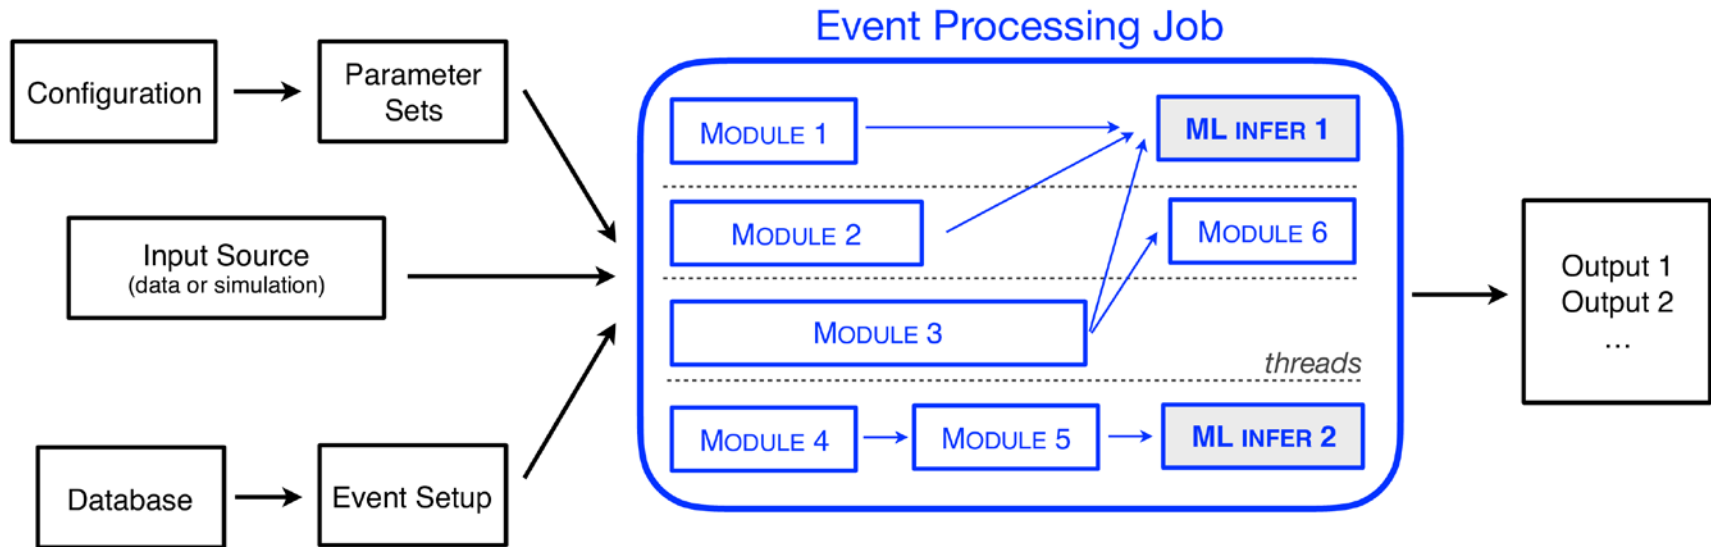 Event Processing Job
Configuration
Parameter
Sets
Input Source
(data or simulation)
Database
Event Setup
MODULE 1
ML INFER 1
MODULE 2
MODULE 6
MODULE 3
threads
MODULE 4
MODULE 5
ML INFER 2
Output 1
Output 2
...